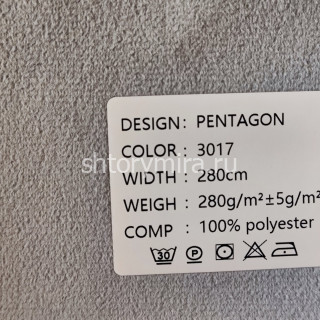 DESIGN: PENTAGON
COLOR : 3017
shtorymira.ru
WIDTH : 280cm
WEIGH : 280g/m²±5g/m²
COMP : 100% polyester
30 P